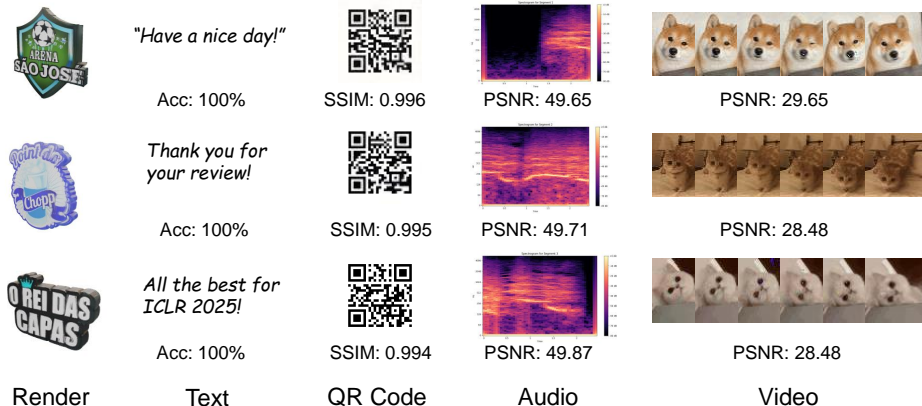 ARENA
SÃO JOSÉ
"Have a nice day!"
Acc: 100%
SSIM: 0.996
PSNR: 49.65
PSNR: 29.65
Point do
Chopp
Thank you for
your review!
Acc: 100%
SSIM: 0.995
PSNR: 49.71
PSNR: 28.48
O REI DAS
CAPAS
All the best for
ICLR 2025!
Acc: 100%
SSIM: 0.994
PSNR: 49.87
PSNR: 28.48
Render
Text
QR Code
Audio
Video